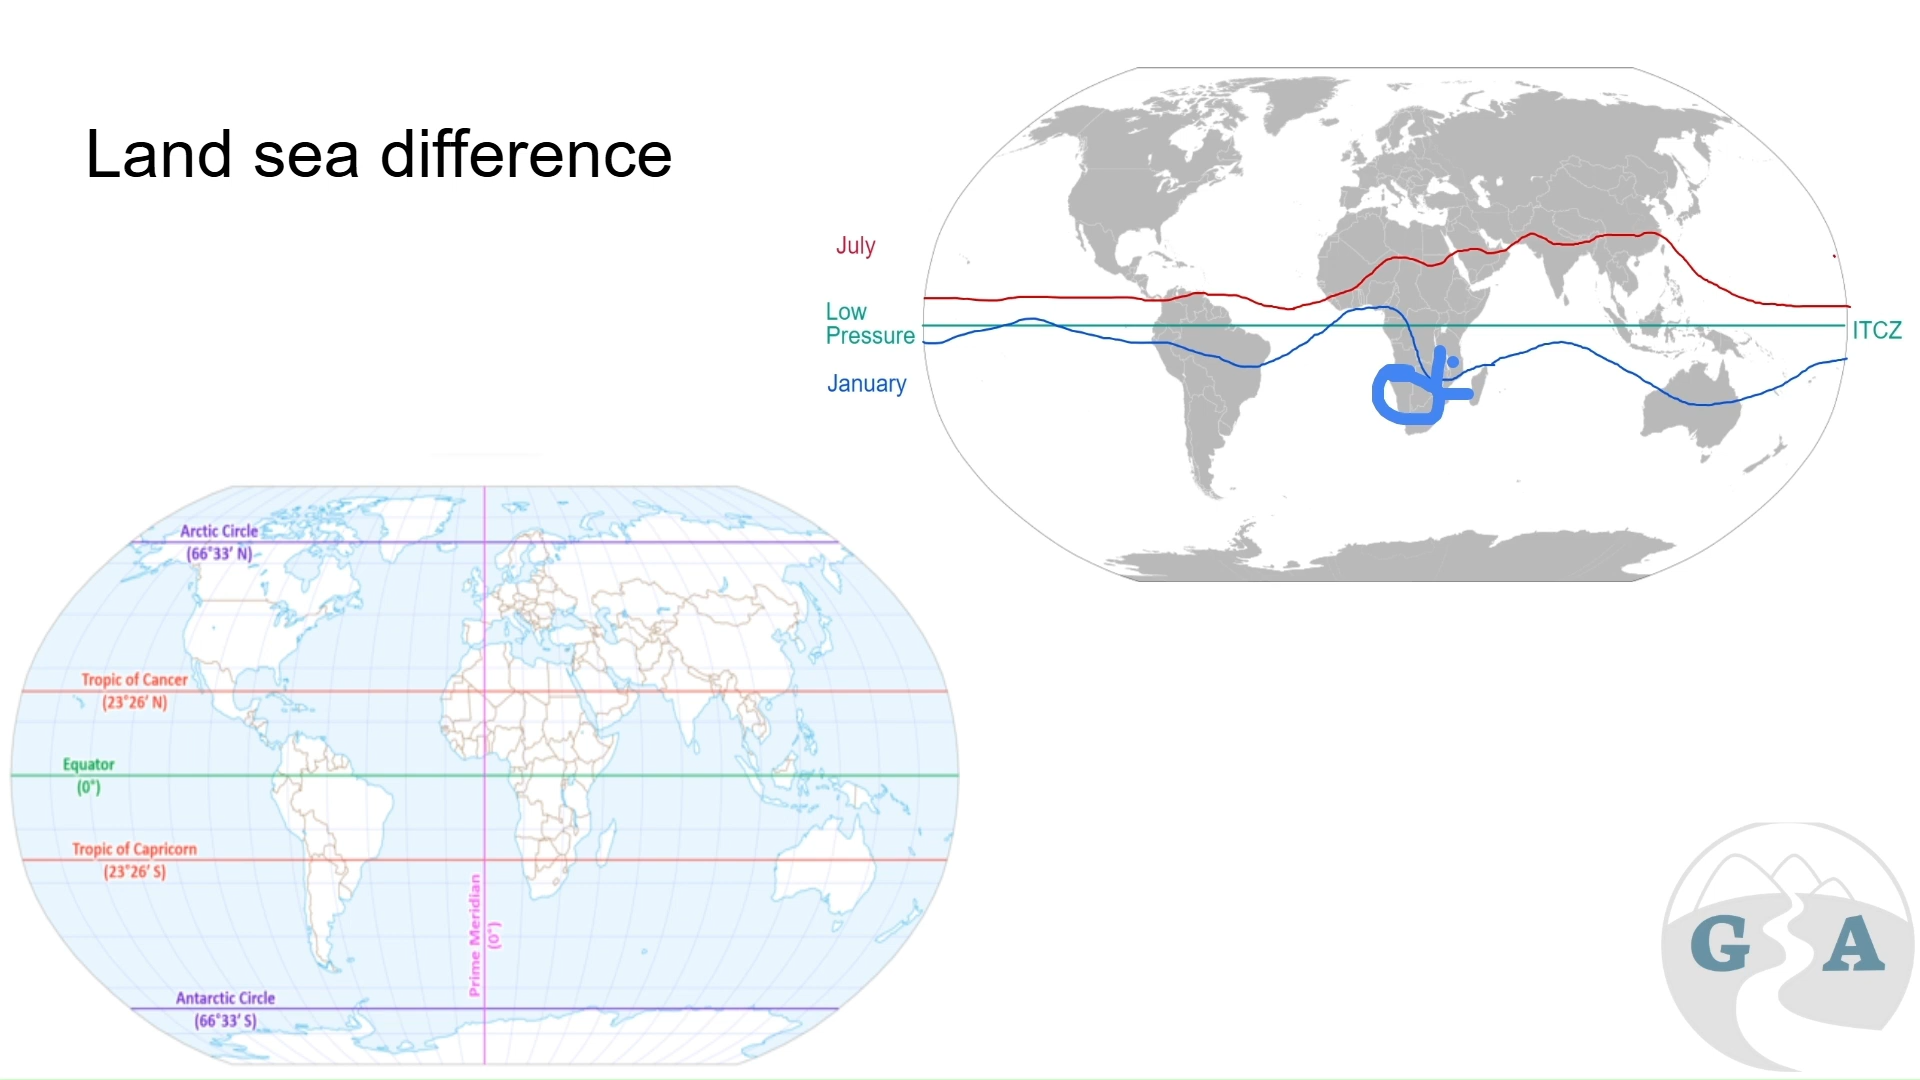 Land sea difference
July
Low
Pressure
January
ITCZ
Arctic Circle
(66°33′ N)
Tropic of Cancer
(23°26′ N)
Equator
(0°)
Tropic of Capricorn
(23°26′ S)
Prime Meridian
(0°)
Antarctic Circle
(66°33′ S)
G A